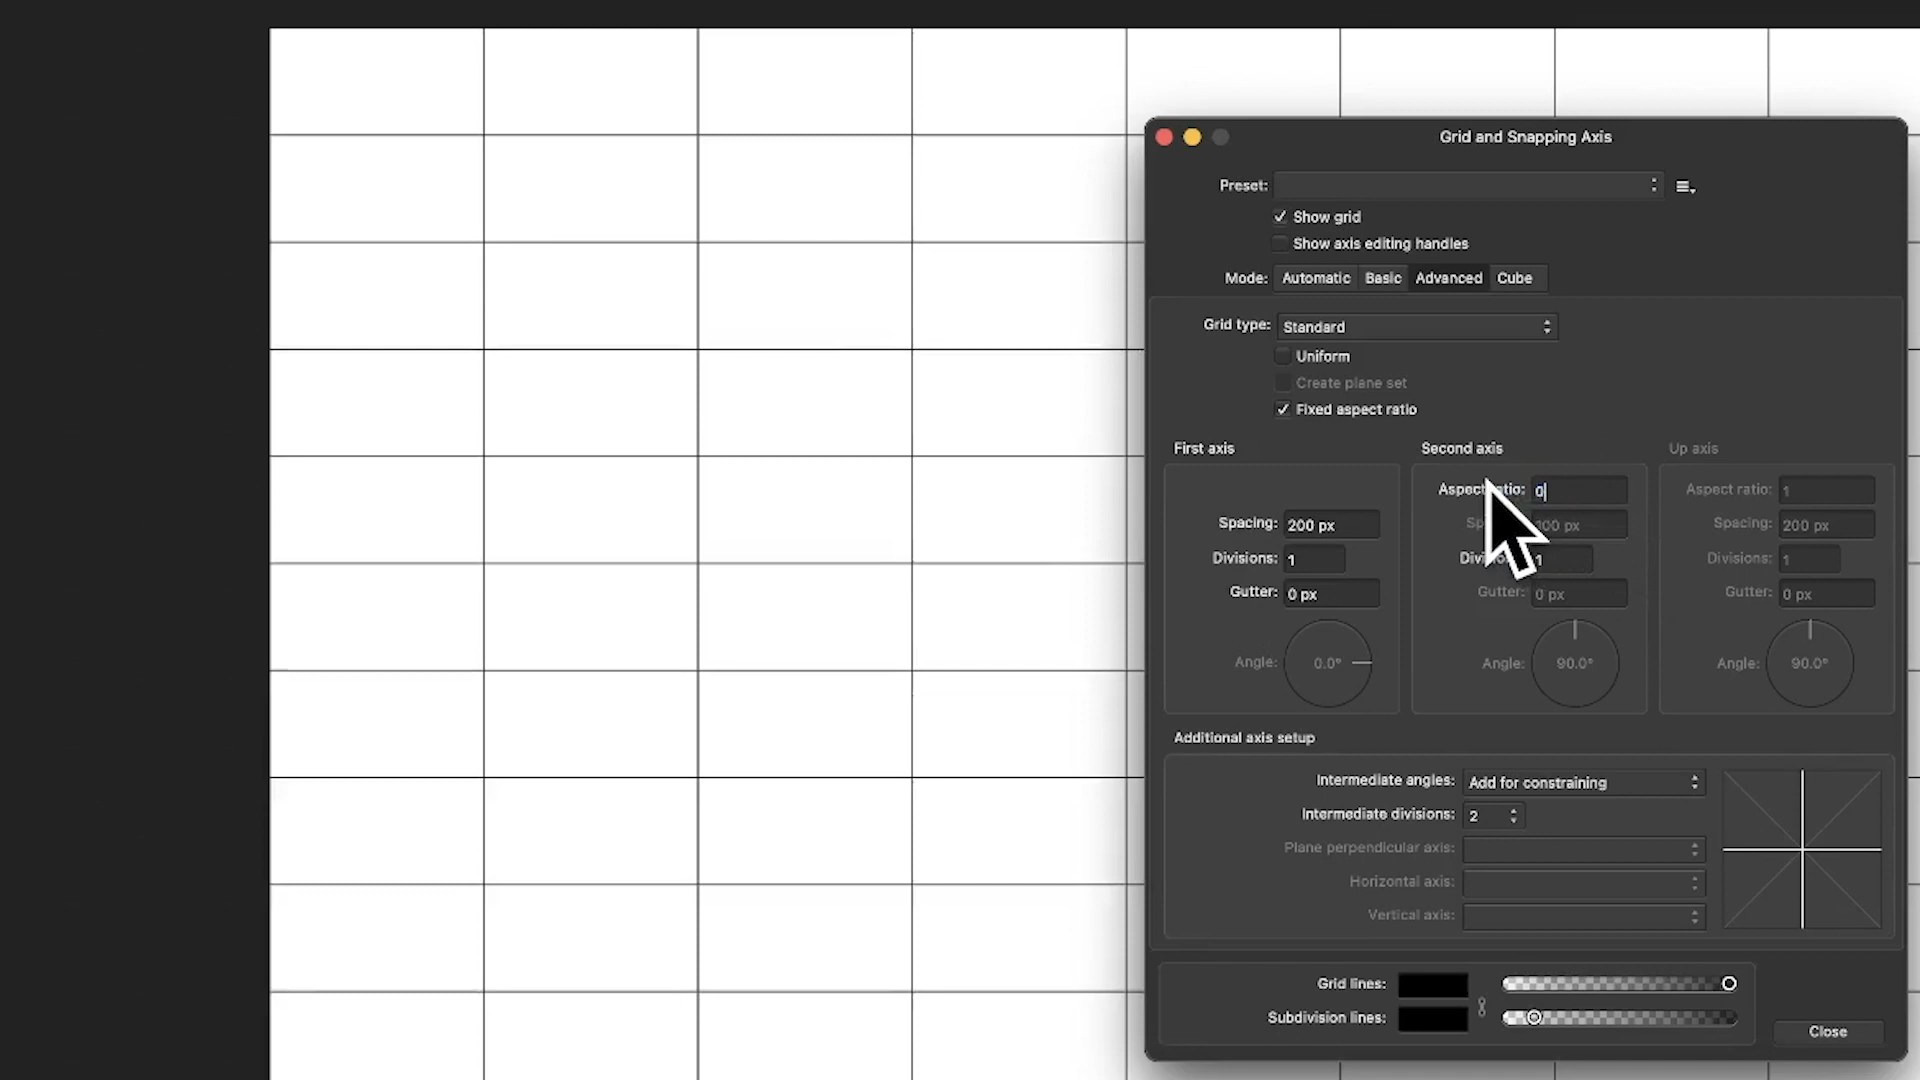 Grid and Snapping Axis
Preset:
Show grid
Show axis editing handles
Mode: Automatic Basic Advanced Cube
Grid type: Standard
Uniform
Create plane set
Fixed aspect ratio
First axis Second axis Up axis
Aspect 0 Aspect ratio: 1
Spacing: 200 px Spacing: 200 px
Divisions: 1 1 Divisions: 1
Gutter: 0 px Gutter: 0 px Gutter: 0 px
Angle: 0.0° Angle: 90.0° Angle: 90.0°
Additional axis setup
Intermediate angles: Add for constraining
Intermediate divisions: 2
Plane perpendicular axis:
Horizontal axis:
Vertical axis:
Grid lines:
Subdivision lines:
Close